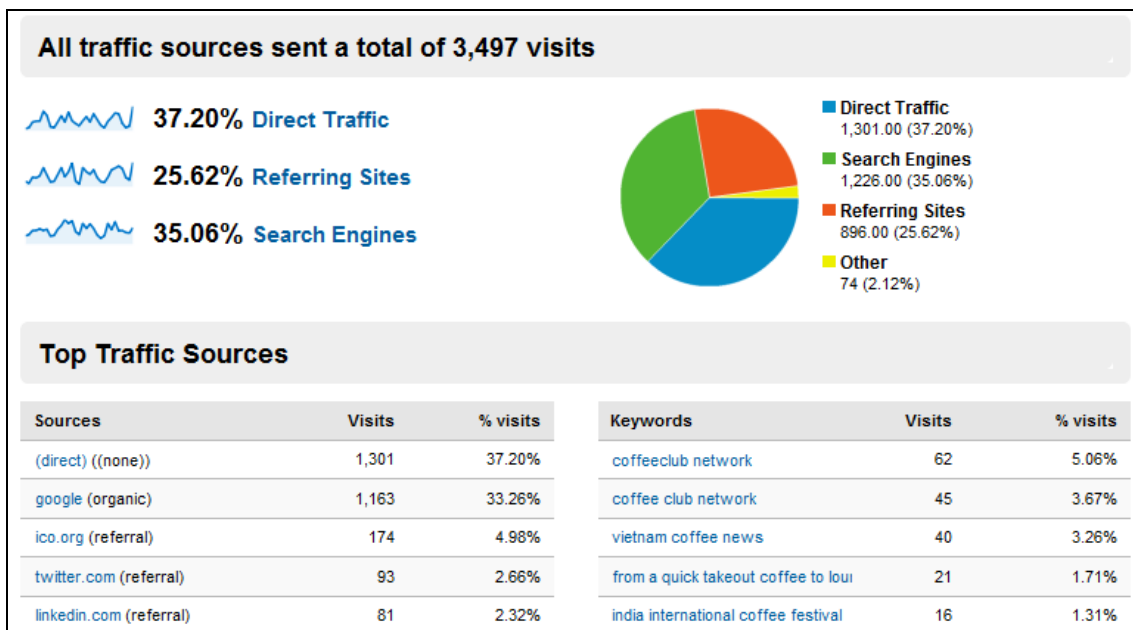 All traffic sources sent a total of 3,497 visits
37.20% Direct Traffic
25.62% Referring Sites
35.06% Search Engines
Direct Traffic
1,301.00 (37.20%)
Search Engines
1,226.00 (35.06%)
Referring Sites
896.00 (25.62%)
Other
74 (2.12%)
Top Traffic Sources
Sources Visits % visits
(direct) ((none)) 1,301 37.20%
google (organic) 1,163 33.26%
ico.org (referral) 174 4.98%
twitter.com (referral) 93 2.66%
linkedin.com (referral) 81 2.32%
Keywords Visits % visits
coffeeclub network 62 5.06%
coffee club network 45 3.67%
vietnam coffee news 40 3.26%
from a quick takeout coffee to 21 1.71%
india international coffee festival 16 1.31%